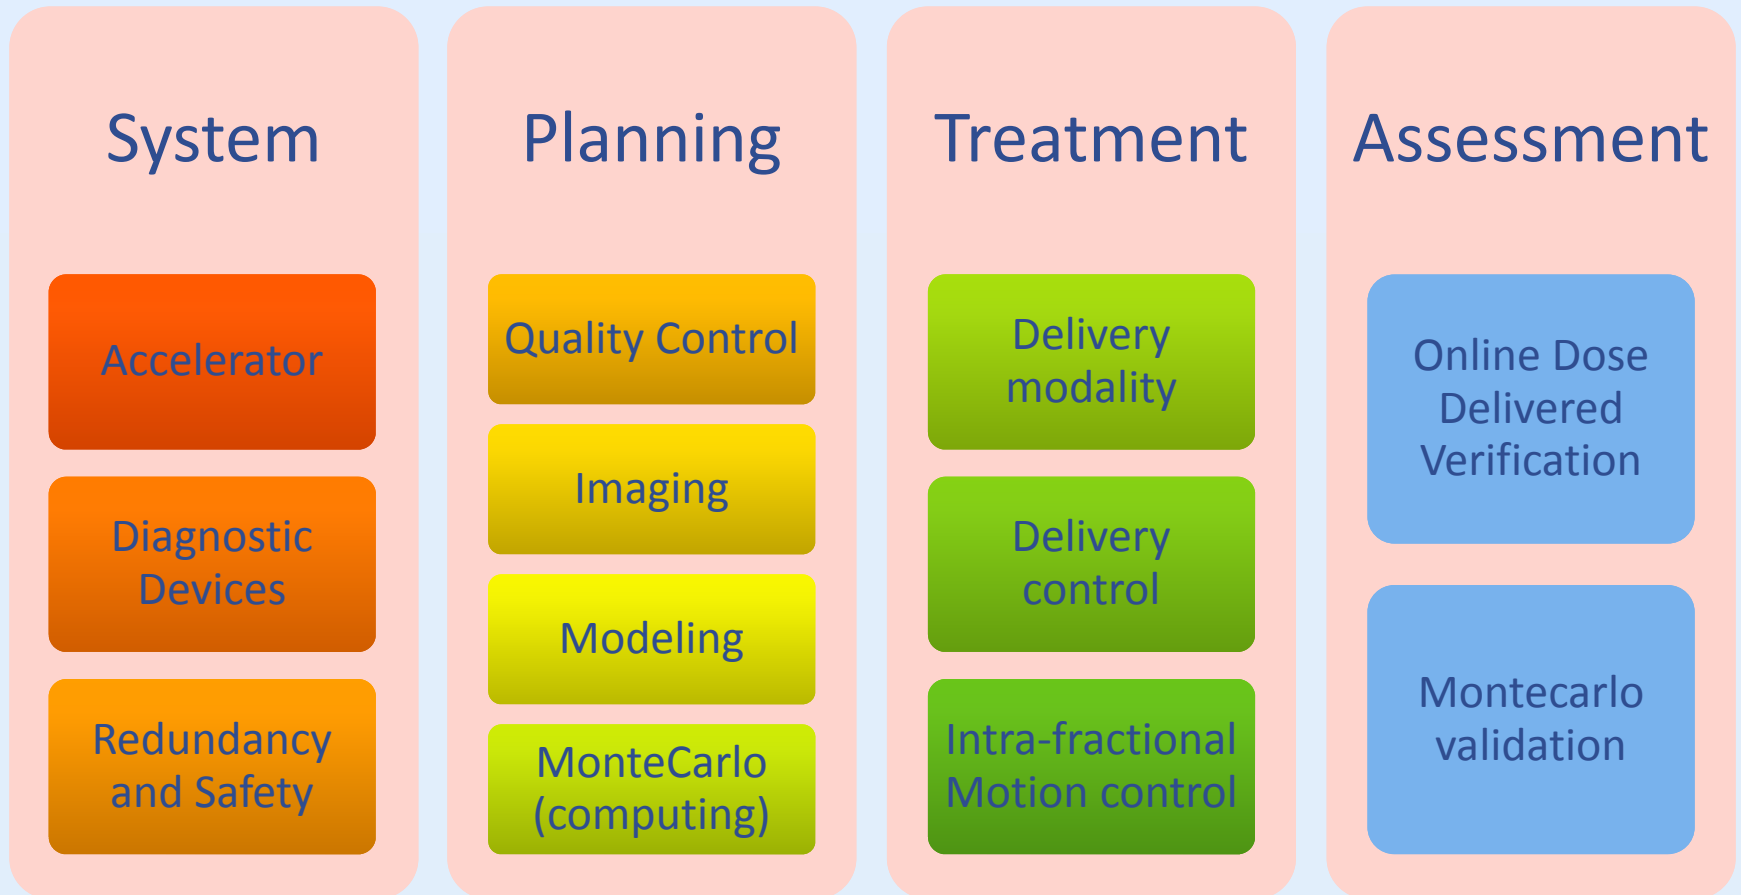 System
Accelerator
Diagnostic
Devices
Redundancy
and Safety
Planning
Quality Control
Imaging
Modeling
MonteCarlo
(computing)
Treatment
Delivery
modality
Delivery
control
Intra-fractional
Motion control
Assessment
Online Dose
Delivered
Verification
Montecarlo
validation